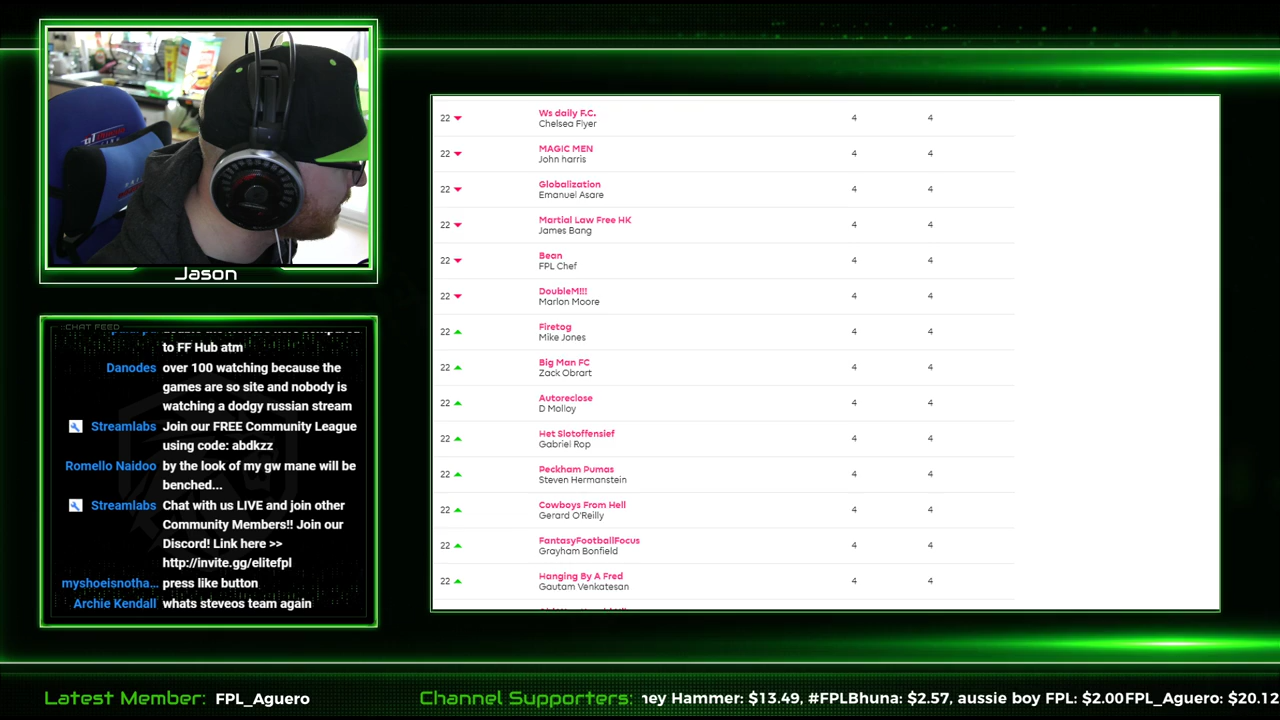 Jason
::CHAT FEED
to FF Hub atm
Danodes over 100 watching because the
games are so site and nobody is
watching a dodgy russian stream
Streamlabs Join our FREE Community League
using code: abdkzz
Romello Naidoo by the look of my gw mane will be
benched...
Streamlabs Chat with us LIVE and join other
Community Members!! Join our
Discord! Link here >>
http://invite.gg/elitefpl
myshoeisnotha... press like button
Archie Kendall whats steveos team again
22 Ws daily F.C. 4 4
Chelsea Flyer
22 MAGIC MEN 4 4
John harris
22 Globalization 4 4
Emanuel Asare
22 Martial Law Free HK 4 4
James Bang
22 Bean 4 4
FPL Chef
22 DoubleM!!! 4 4
Marlon Moore
22 Firetog 4 4
Mike Jones
22 Big Man FC 4 4
Zack Obrart
22 Autoreclose 4 4
D Molloy
22 Het Slotoffensief 4 4
Gabriel Rop
22 Peckham Pumas 4 4
Steven Hermanstein
22 Cowboys From Hell 4 4
Gerard O'Reilly
22 FantasyFootballFocus 4 4
Grayham Bonfield
22 Hanging By A Fred 4 4
Gautam Venkatesan
Latest Member: FPL_Aguero
Channel Supporters: ney Hammer: $13.49, #FPLBhuna: $2.57, aussie boy FPL: $2.00FPL_Aguero: $20.12